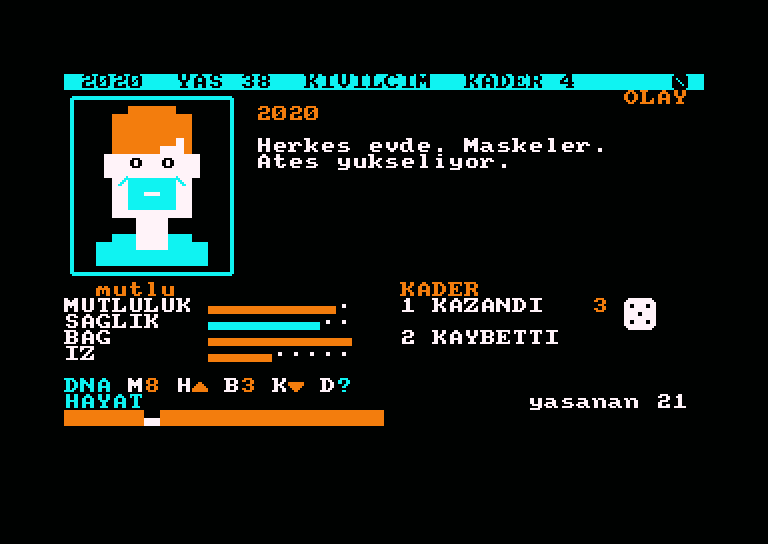 2020 YAS 38 KIVILCIM KADER 4 N
OLAY
2020
Herkes evde. Maskeler.
Ates yukseliyor.
mutlu
MUTLULUK
SAGLIK
BAG
IZ
KADER
1 KAZANDI 3
2 KAYBETTI
DNA M8 H▲ B3 K▼ D?
HAYAT
yasanan 21